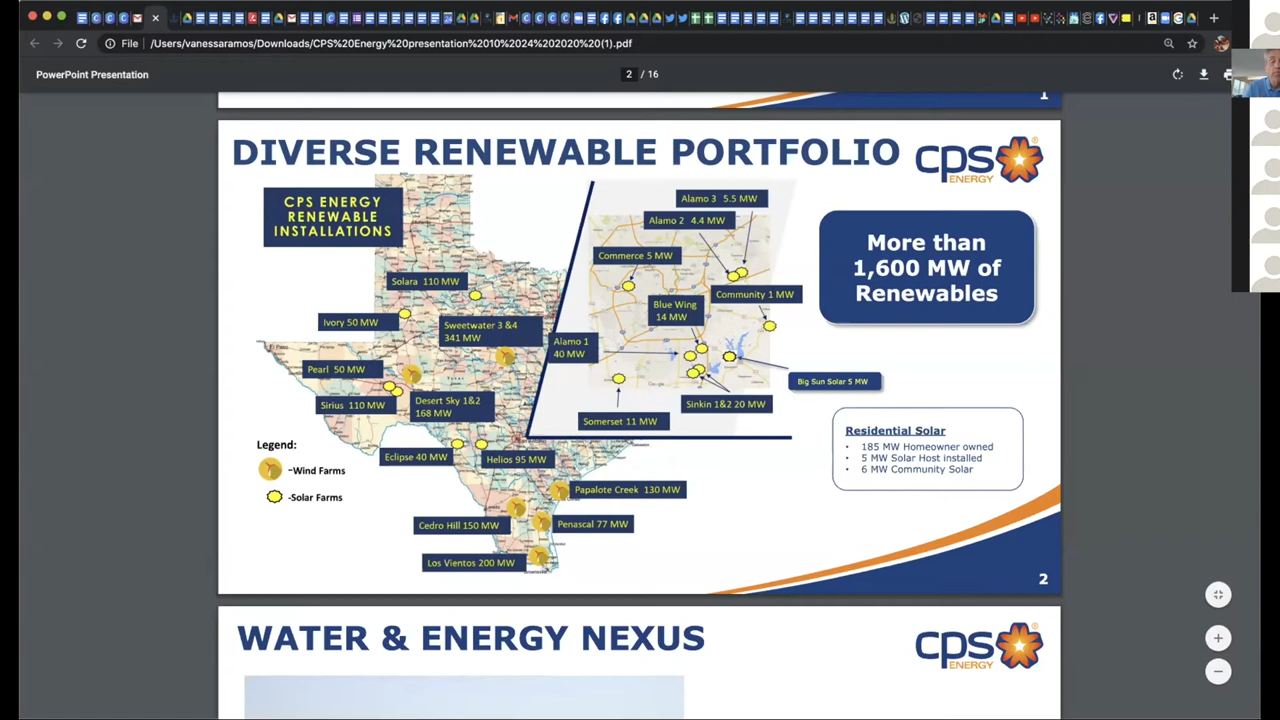 File
/Users/vanessaramos/Downloads/CPS%20Energy%20presentation%2010%2024%202020%20(1).pdf
PowerPoint Presentation
2 / 16
1
DIVERSE RENEWABLE PORTFOLIO
cps
ENERGY
CPS ENERGY
RENEWABLE
INSTALLATIONS
Solara 110 MW
Ivory 50 MW
Sweetwater 3 &4
341 MW
Pearl 50 MW
Sirius 110 MW
Desert Sky 1&2
168 MW
Eclipse 40 MW
Helios 95 MW
Papalote Creek 130 MW
Cedro Hill 150 MW
Penascal 77 MW
Los Vientos 200 MW
El Paso
Legend:
-Wind Farms
-Solar Farms
Alamo 3 5.5 MW
Alamo 2 4.4 MW
Commerce 5 MW
Community 1 MW
Blue Wing
14 MW
Alamo 1
40 MW
Big Sun Solar 5 MW
Sinkin 1&2 20 MW
Somerset 11 MW
Google
More than
1,600 MW of
Renewables
Residential Solar
• 185 MW Homeowner owned
• 5 MW Solar Host installed
• 6 MW Community Solar
2
WATER & ENERGY NEXUS
cps
ENERGY